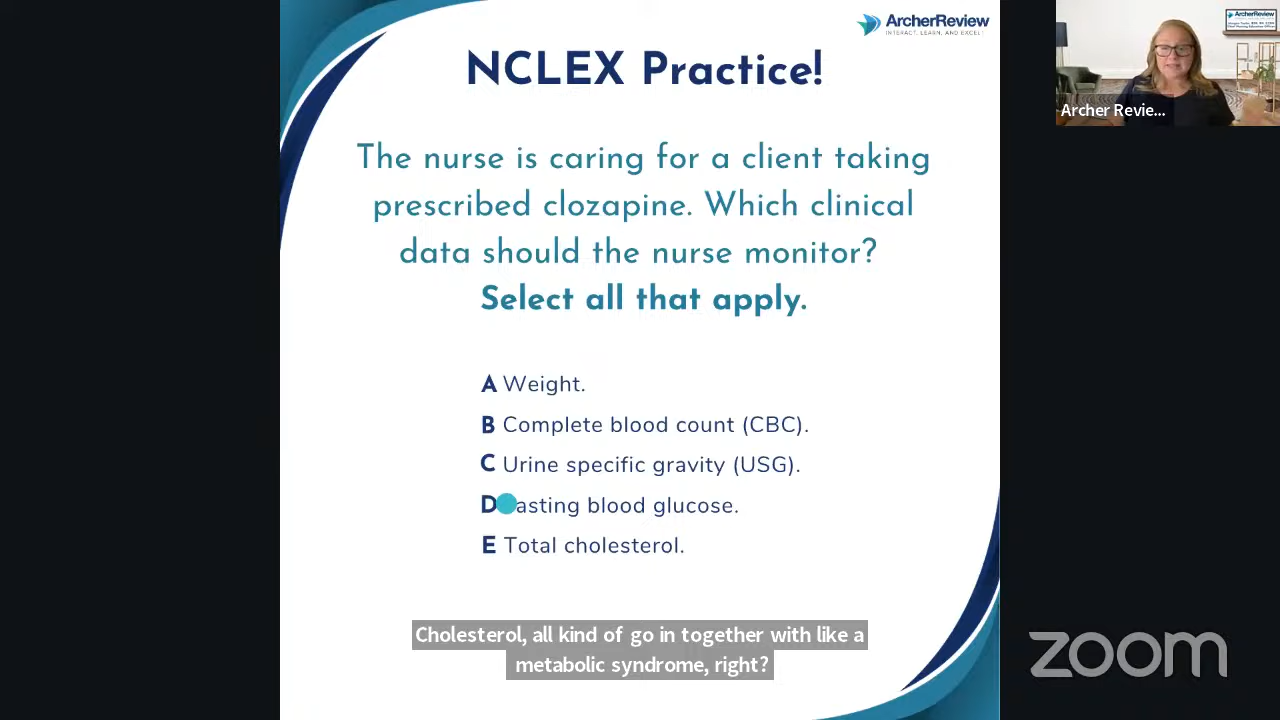 ArcherReview
INTERACT, LEARN, AND EXCEL!
NCLEX Practice!
The nurse is caring for a client taking
prescribed clozapine. Which clinical
data should the nurse monitor?
Select all that apply.
A Weight.
B Complete blood count (CBC).
C Urine specific gravity (USG).
D asting blood glucose.
E Total cholesterol.
Cholesterol, all kind of go in together with like a
metabolic syndrome, right?
Archer Revie...
ArcherReview
zoom